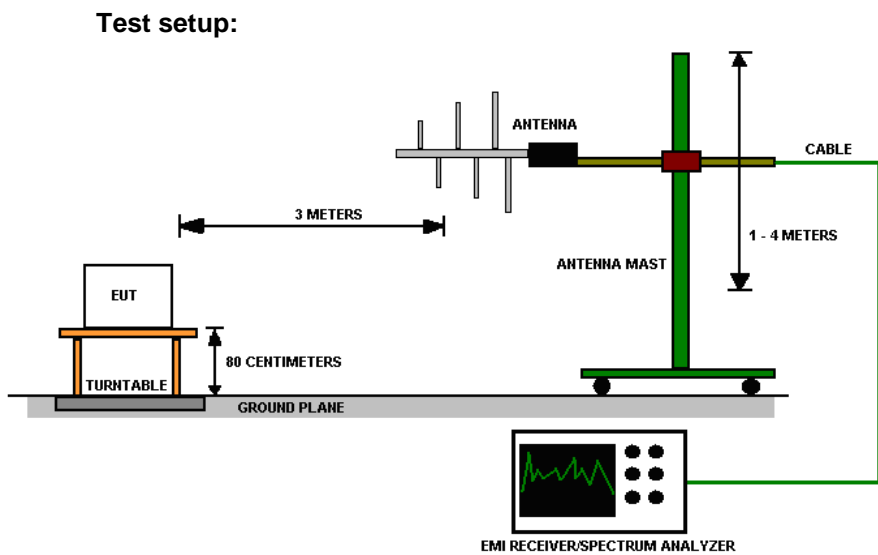 Test setup:
ANTENNA
CABLE
3 METERS
1 - 4 METERS
ANTENNA MAST
EUT
80 CENTIMETERS
TURNTABLE
GROUND PLANE
EMI RECEIVER/SPECTRUM ANALYZER